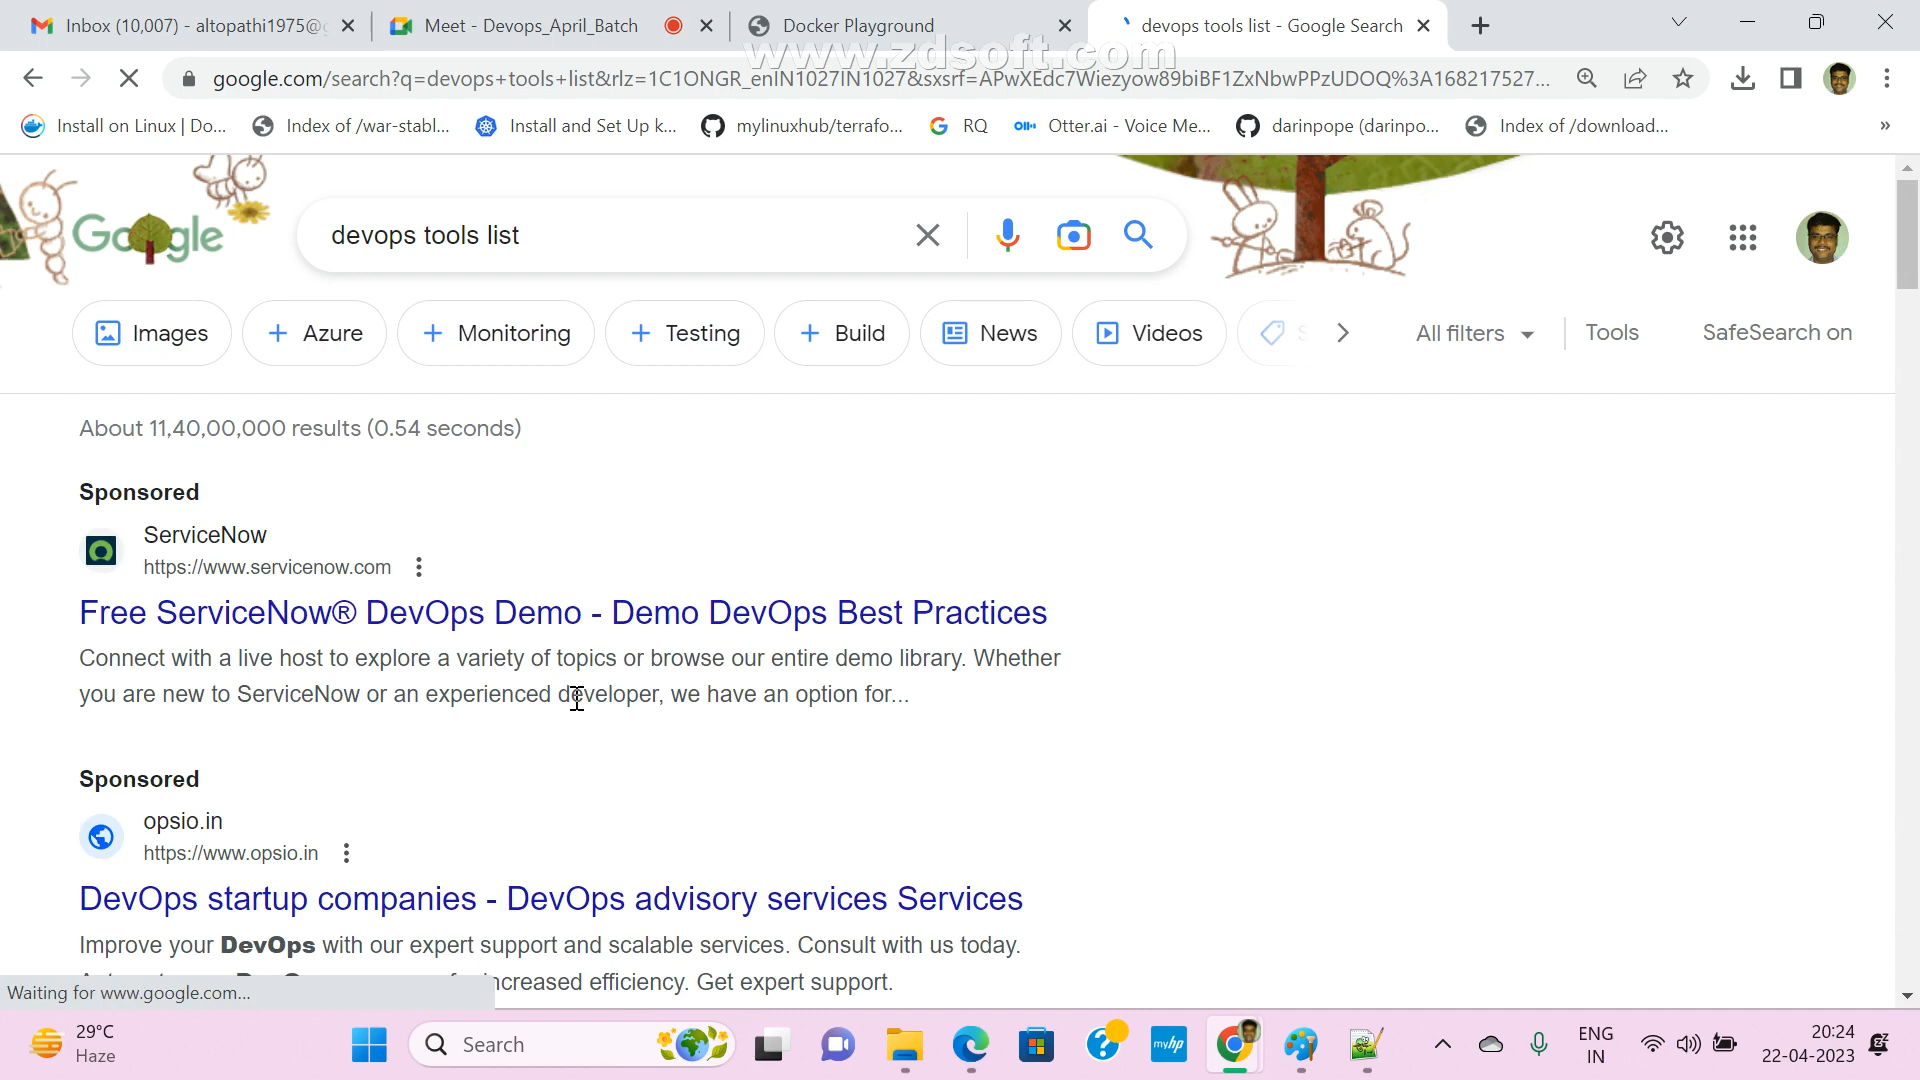 Inbox (10,007) - altopathi1975@g
Meet - Devops_April_Batch
Docker Playground
devops tools list - Google Search
www.zdsoft.com
google.com/search?q=devops+tools+list&rlz=1C1ONGR_enIN1027IN1027&sxsrf=APwXEdc7Wiezyow89biBF1ZxNbwPPzUDOQ%3A168217527...
Install on Linux | Do...
Index of /war-stabl...
Install and Set Up k...
mylinuxhub/terrafo...
RQ
Otter.ai - Voice Me...
darinpope (darinpo...
Index of /download...
»
Google
devops tools list
Images
Azure
Monitoring
Testing
Build
News
Videos
All filters
Tools
SafeSearch on
About 11,40,00,000 results (0.54 seconds)
Sponsored
ServiceNow
https://www.servicenow.com
Free ServiceNow® DevOps Demo - Demo DevOps Best Practices
Connect with a live host to explore a variety of topics or browse our entire demo library. Whether
you are new to ServiceNow or an experienced developer, we have an option for...
Sponsored
opsio.in
https://www.opsio.in
DevOps startup companies - DevOps advisory services Services
Improve your DevOps with our expert support and scalable services. Consult with us today.
increased efficiency. Get expert support.
Waiting for www.google.com...
29°C
Haze
Search
myhp
ENG
IN
20:24
22-04-2023